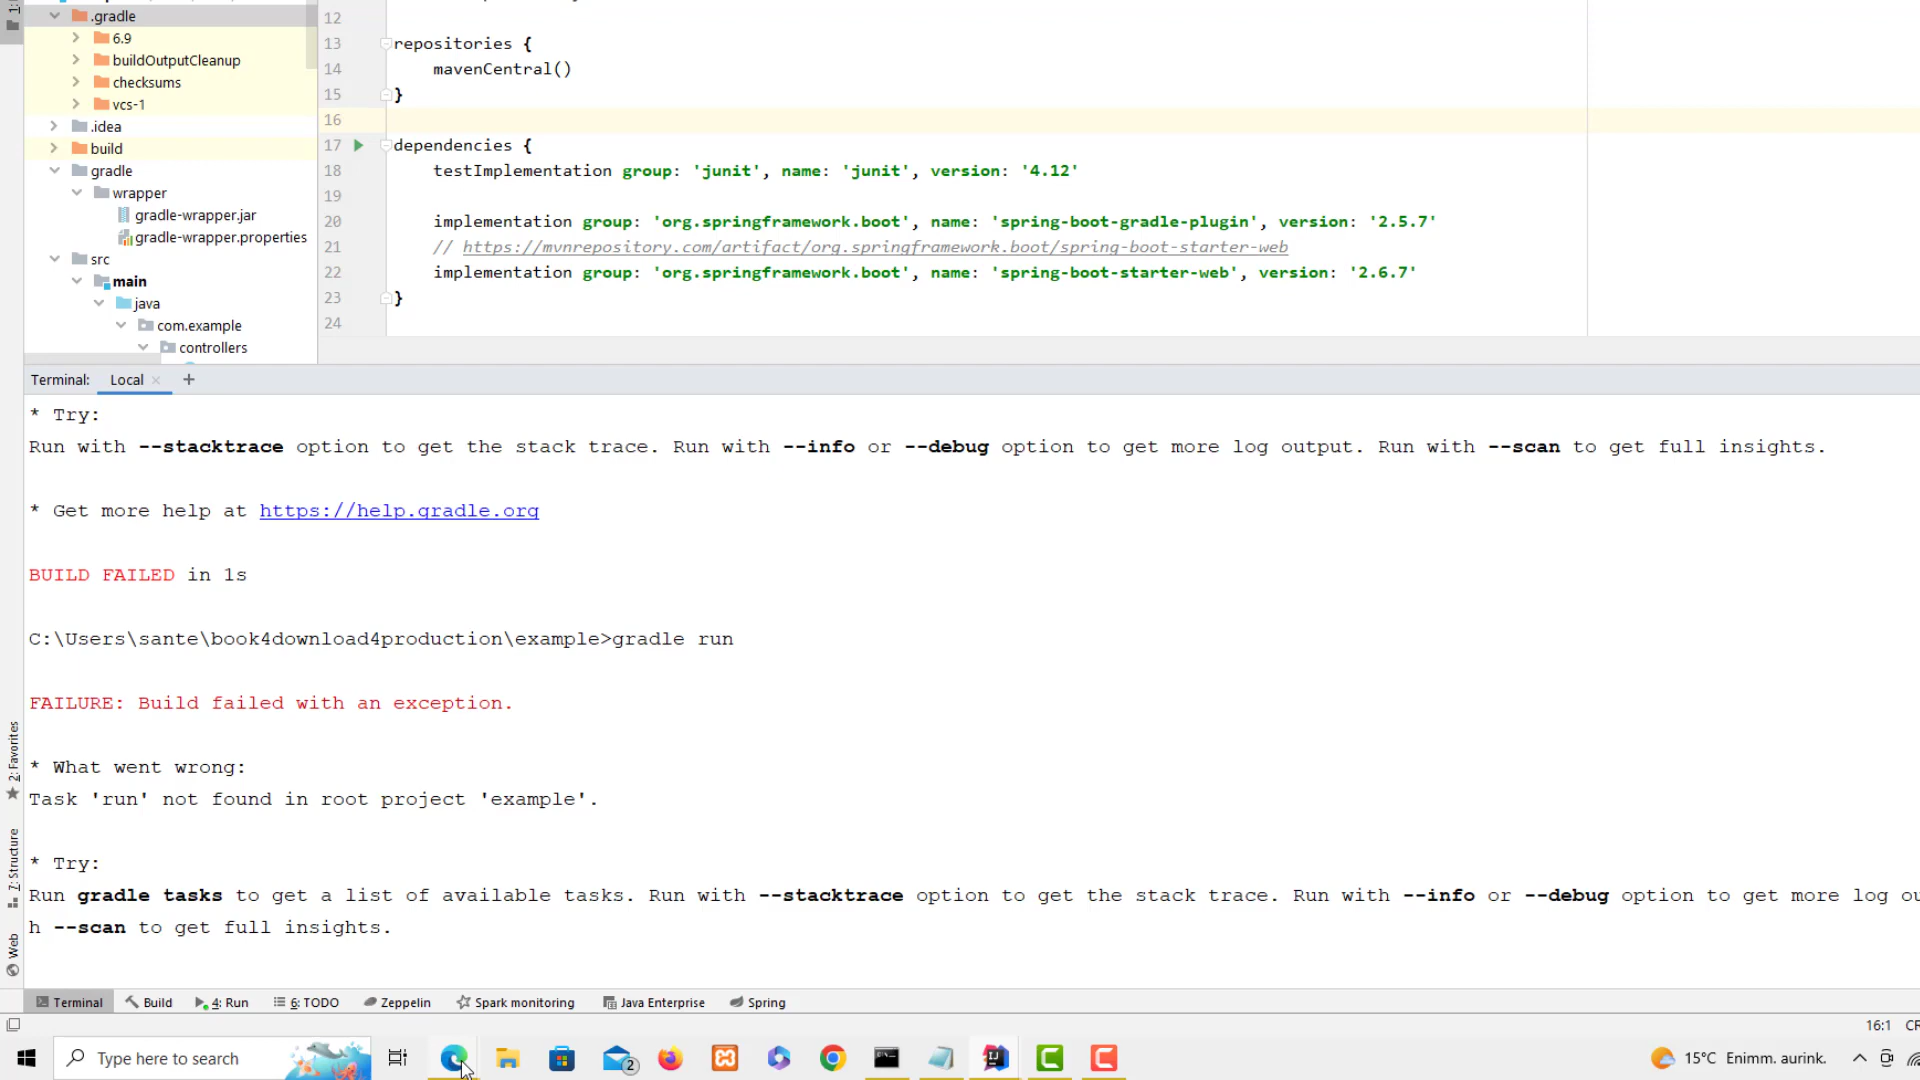 .gradle
6.9
buildOutputCleanup
checksums
vcs-1
.idea
build
gradle
wrapper
gradle-wrapper.jar
gradle-wrapper.properties
src
main
java
com.example
controllers
12
13 repositories {
14 mavenCentral()
15 }
16
17 dependencies {
18 testImplementation group: 'junit', name: 'junit', version: '4.12'
19
20 implementation group: 'org.springframework.boot', name: 'spring-boot-gradle-plugin', version: '2.5.7'
21 // https://mvnrepository.com/artifact/org.springframework.boot/spring-boot-starter-web
22 implementation group: 'org.springframework.boot', name: 'spring-boot-starter-web', version: '2.6.7'
23 }
24
Terminal: Local × +
* Try:
Run with --stacktrace option to get the stack trace. Run with --info or --debug option to get more log output. Run with --scan to get full insights.
* Get more help at https://help.gradle.org
BUILD FAILED in 1s
C:\Users\sante\book4download4production\example>gradle run
FAILURE: Build failed with an exception.
* What went wrong:
Task 'run' not found in root project 'example'.
* Try:
Run gradle tasks to get a list of available tasks. Run with --stacktrace option to get the stack trace. Run with --info or --debug option to get more log ou
h --scan to get full insights.
2: Favorites
7: Structure
Web
Terminal Build 4: Run 6: TODO Zeppelin Spark monitoring Java Enterprise Spring
16:1 CR
Type here to search
2
15°C Enimm. aurink.